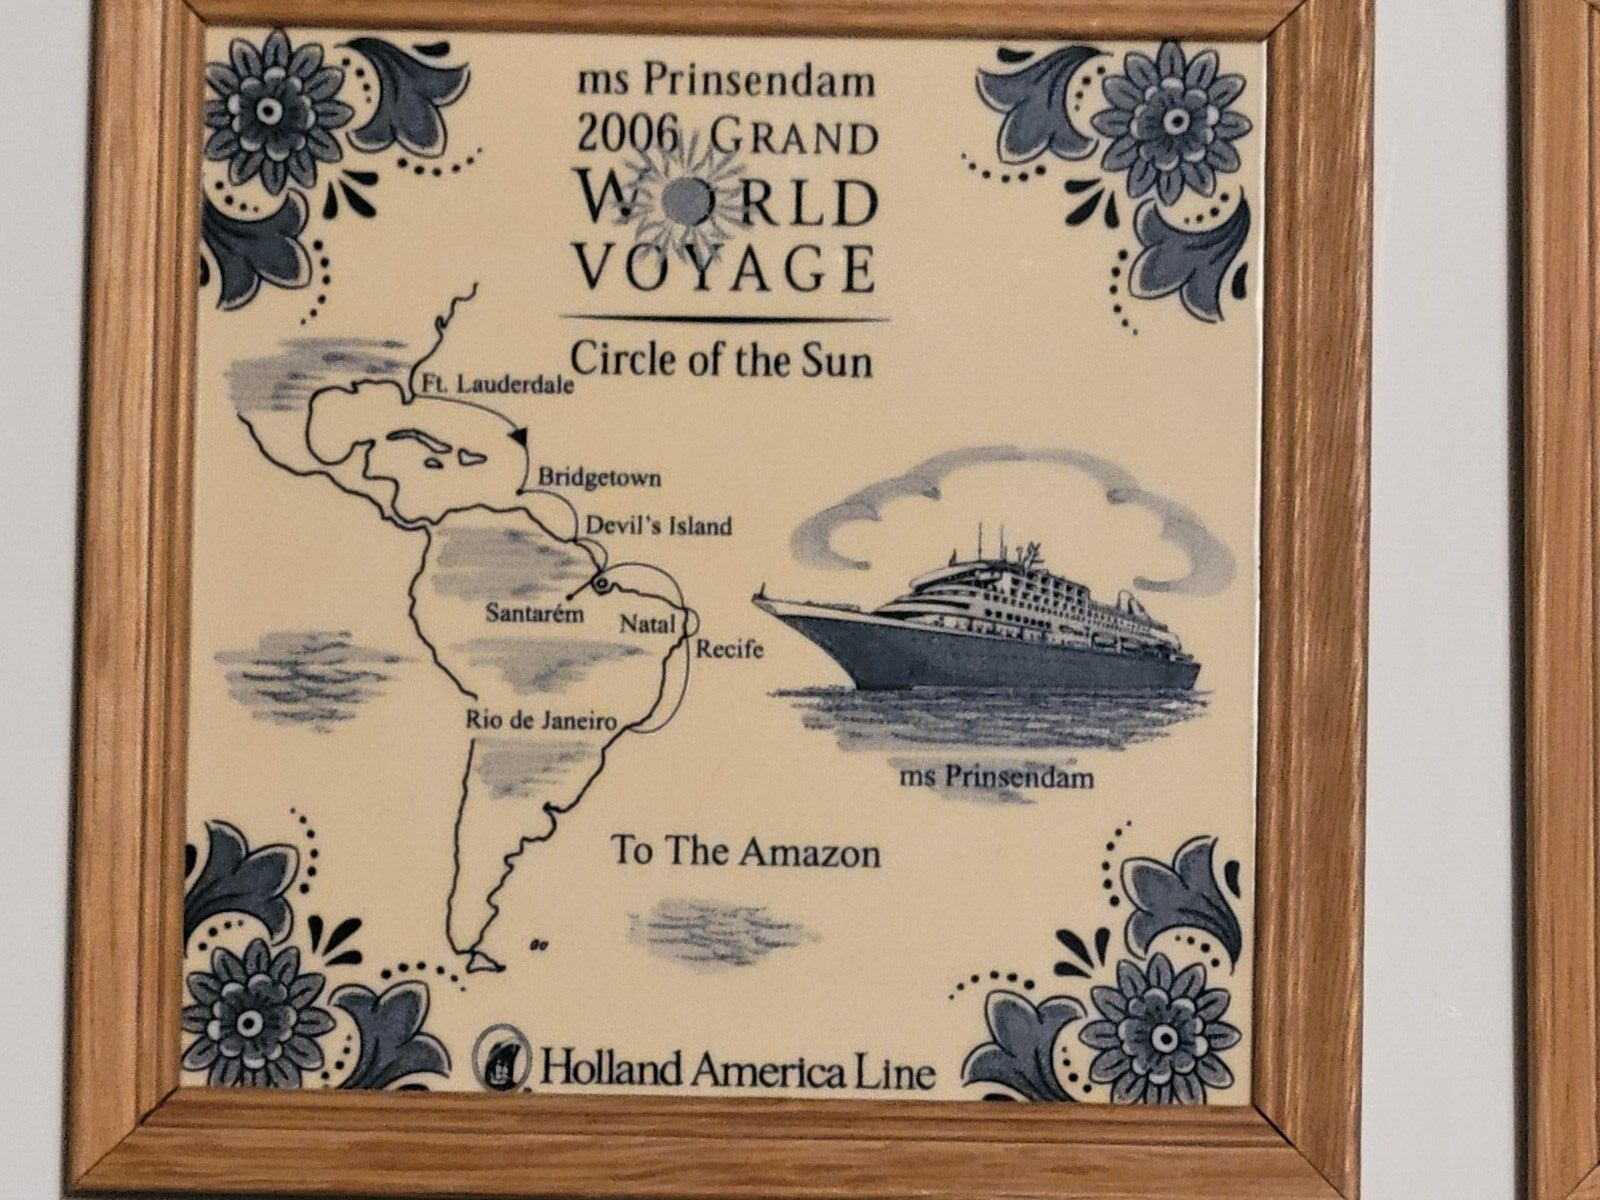 ms Prinsendam
2006 GRAND
WORLD
VOYAGE
Circle of the Sun
Ft. Lauderdale
Bridgetown
Devil's Island
Santarém
Natal
Recife
Rio de Janeiro
ms Prinsendam
To The Amazon
Holland America Line